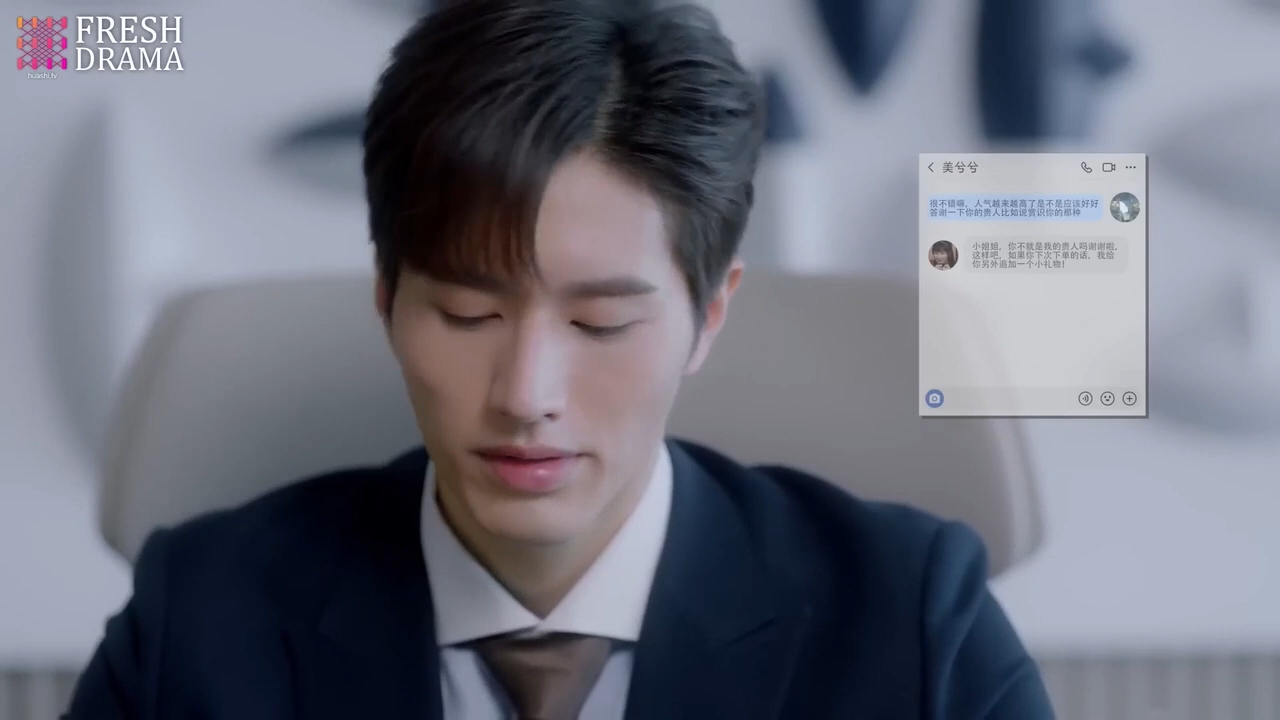 FRESH
DRAMA
huashi.tv
美兮兮
很不错嘛，人气越来越高了是不是应该好好
答谢一下你的贵人比如说赏识你的那种
小姐姐，你不就是我的贵人吗谢谢啦，
这样吧，如果你下次下单的话，我给
你另外追加一个小礼物！